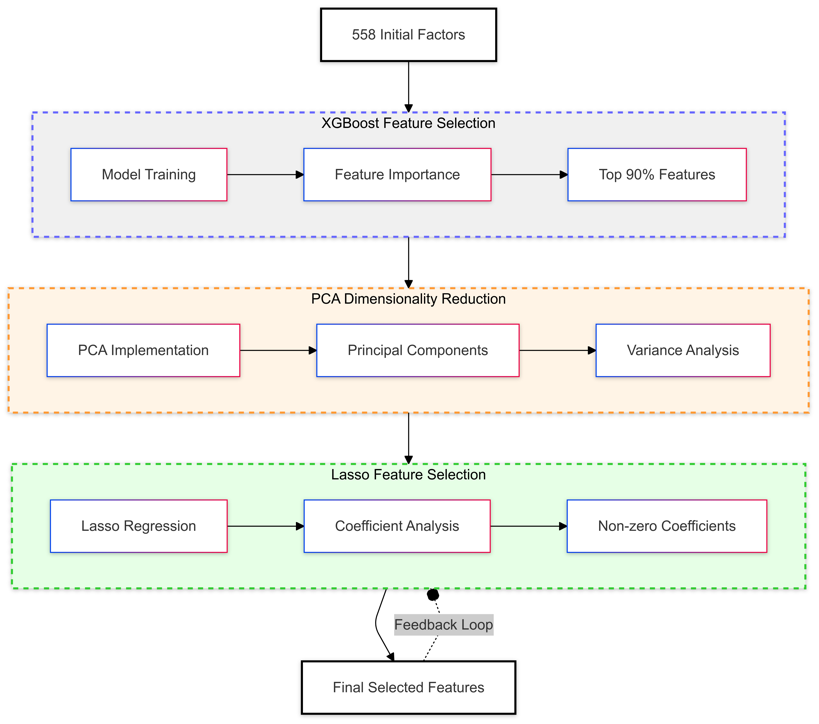 558 Initial Factors
XGBoost Feature Selection
Model Training
Feature Importance
Top 90% Features
PCA Dimensionality Reduction
PCA Implementation
Principal Components
Variance Analysis
Lasso Feature Selection
Lasso Regression
Coefficient Analysis
Non-zero Coefficients
Feedback Loop
Final Selected Features